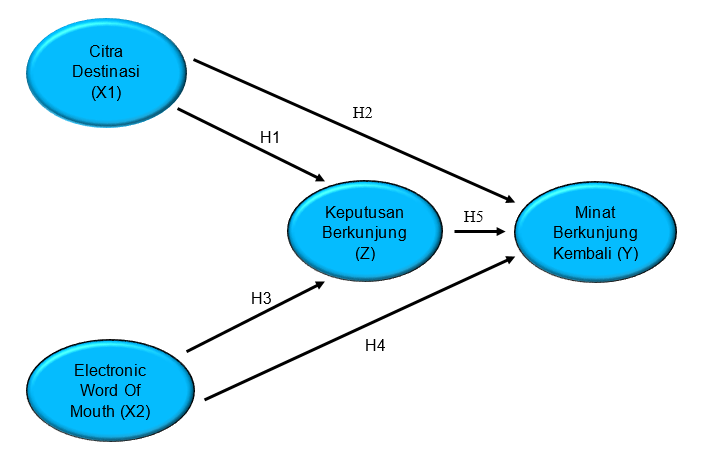 Citra
Destinasi
(X1)
H2
H1
Keputusan
Berkunjung
(Z)
H5
Minat
Berkunjung
Kembali (Y)
H3
H4
Electronic
Word Of
Mouth (X2)